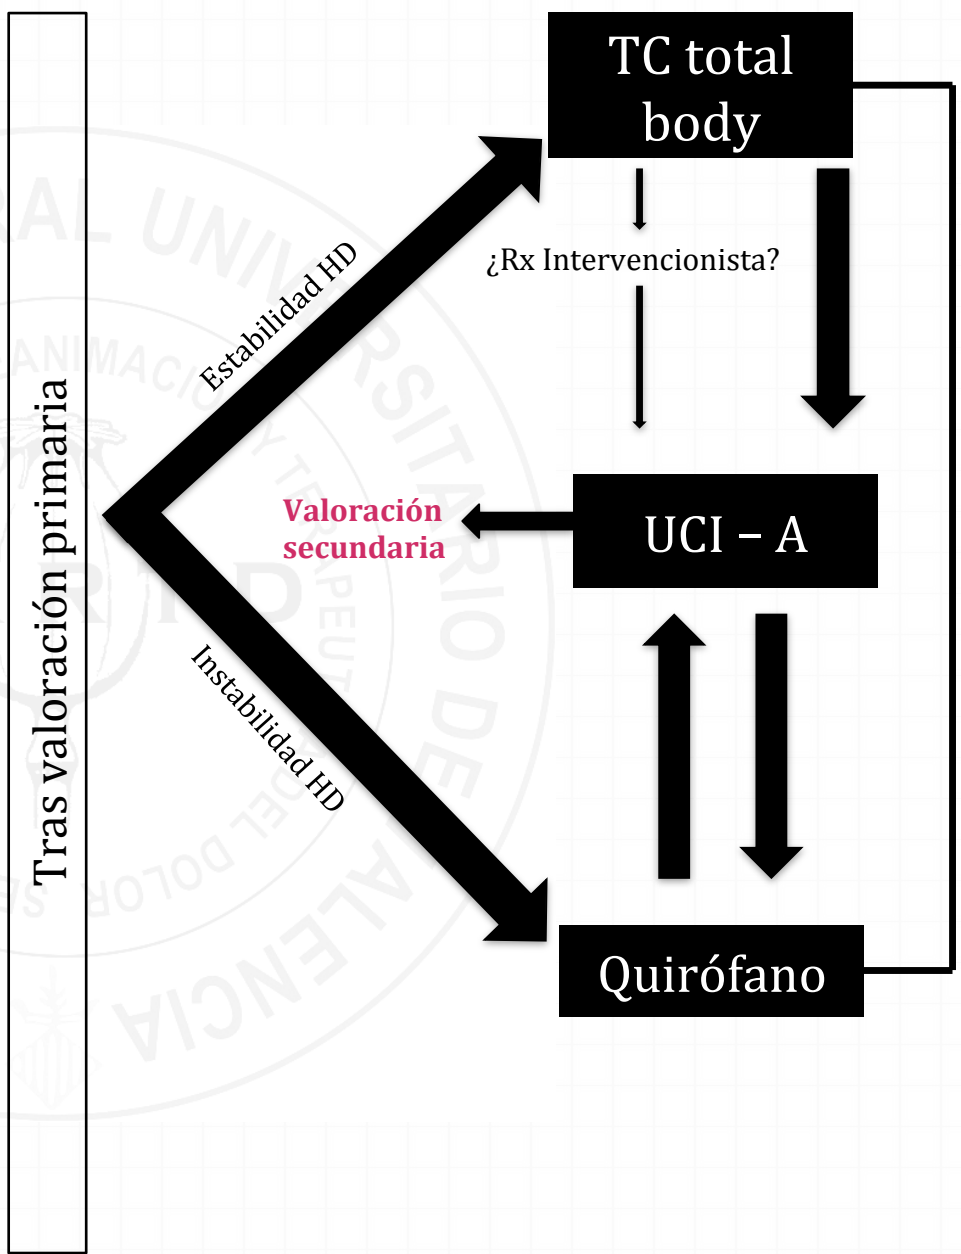 Tras valoración primaria
TC total
body
Estabilidad HD
¿Rx Intervencionista?
Valoración
secundaria
UCI – A
Instabilidad HD
Quirófano